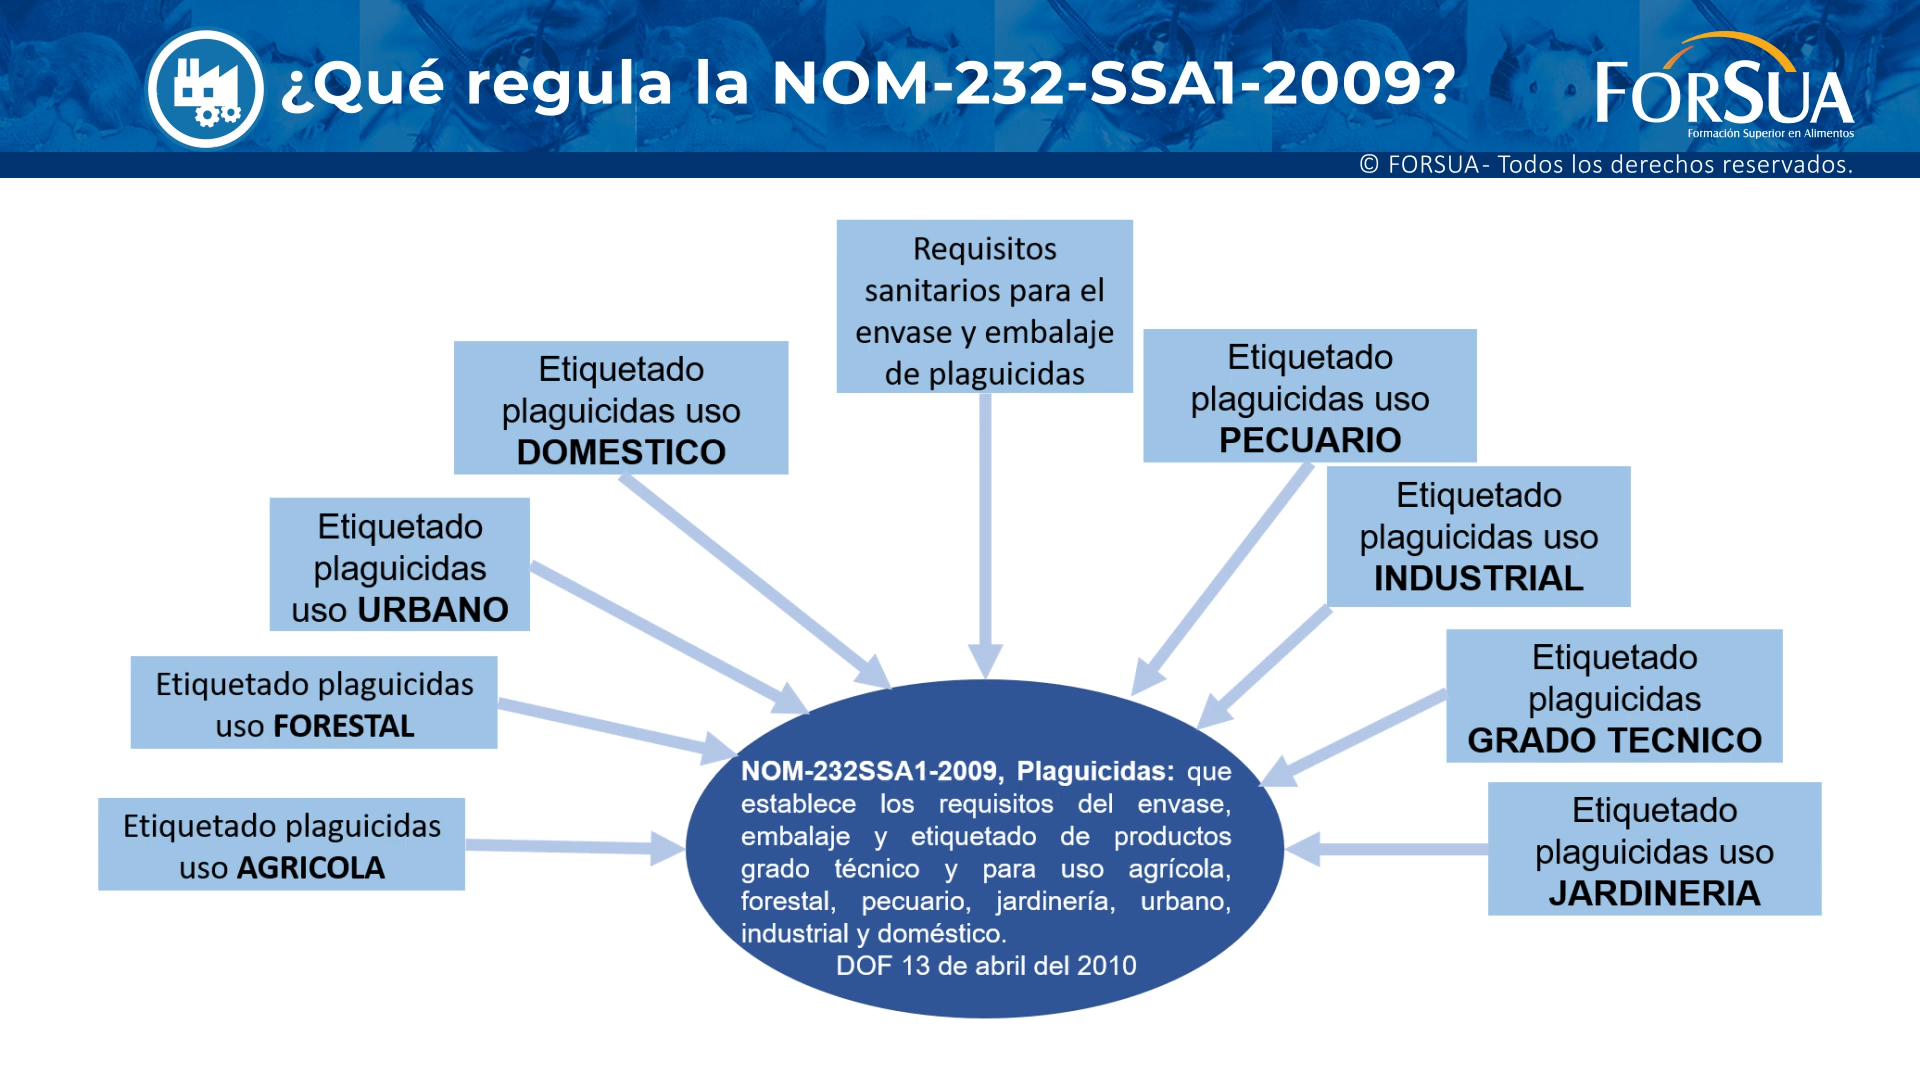 ¿Qué regula la NOM-232-SSA1-2009?
FORSUA
Formación Superior en Alimentos
© FORSUA- Todos los derechos reservados.
Requisitos
sanitarios para el
envase y embalaje
de plaguicidas
Etiquetado
plaguicidas uso
DOMESTICO
Etiquetado
plaguicidas uso
PECUARIO
Etiquetado
plaguicidas
uso URBANO
Etiquetado
plaguicidas uso
INDUSTRIAL
Etiquetado plaguicidas
uso FORESTAL
Etiquetado
plaguicidas
GRADO TECNICO
Etiquetado plaguicidas
uso AGRICOLA
Etiquetado
plaguicidas uso
JARDINERIA
NOM-232SSA1-2009, Plaguicidas: que
establece los requisitos del envase,
embalaje y etiquetado de productos
grado técnico y para uso agrícola,
forestal, pecuario, jardinería, urbano,
industrial y doméstico.
DOF 13 de abril del 2010